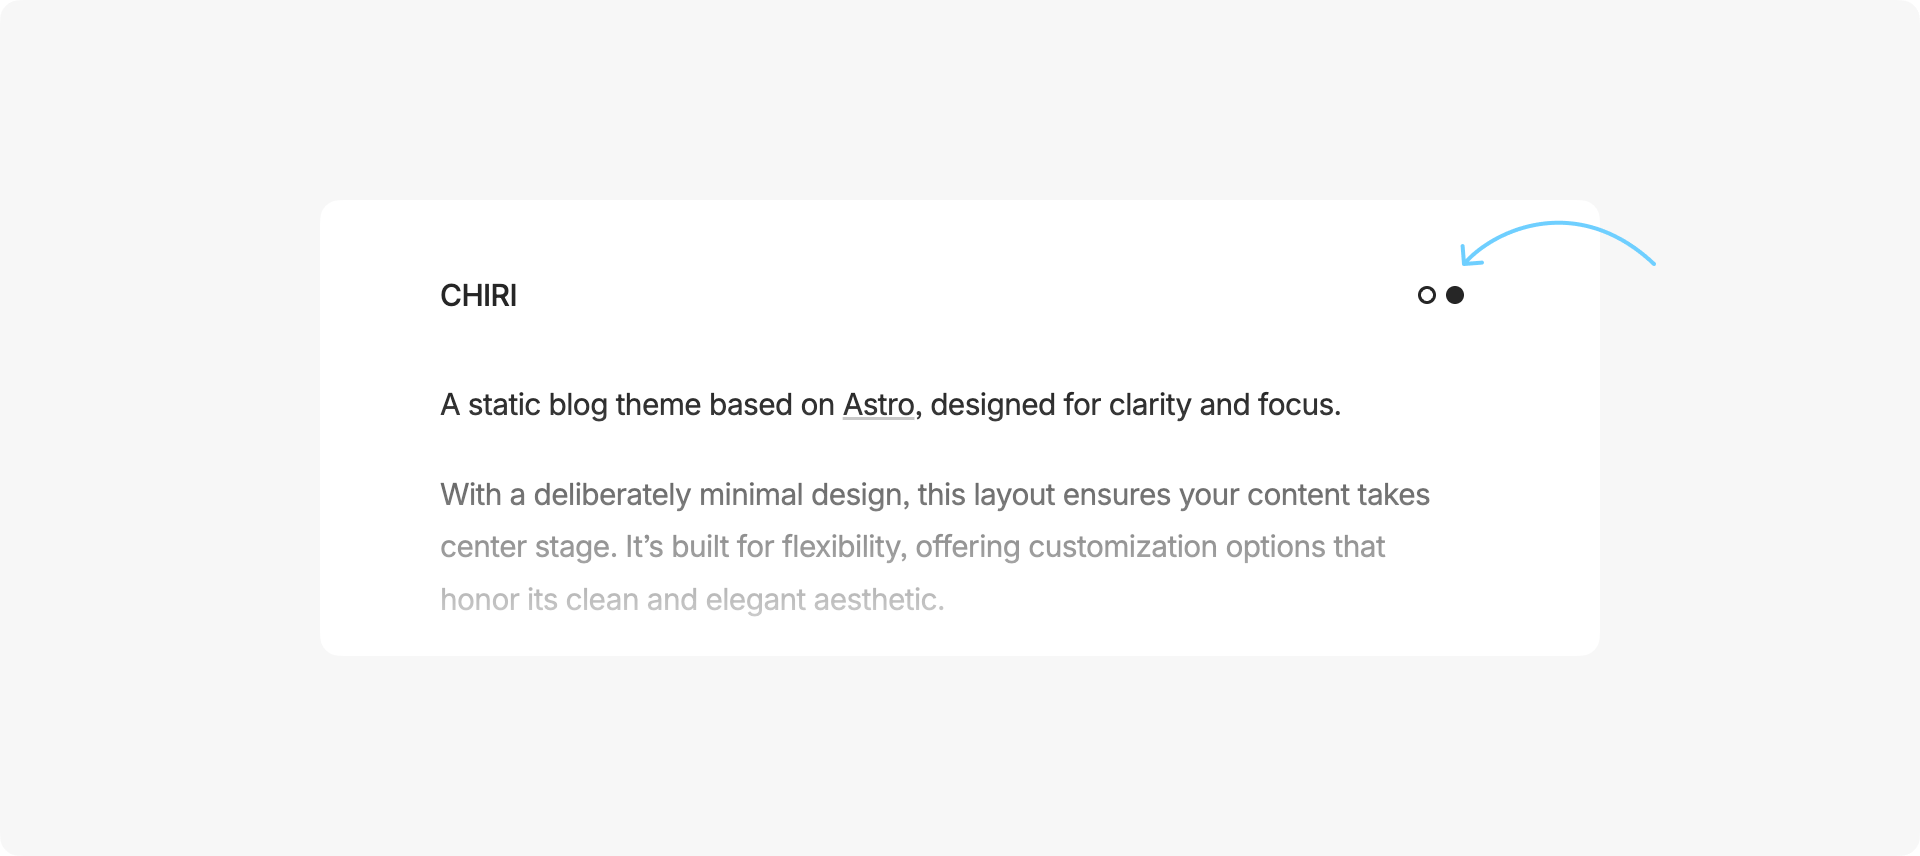 CHIRI
A static blog theme based on Astro, designed for clarity and focus.
With a deliberately minimal design, this layout ensures your content takes
center stage. It’s built for flexibility, offering customization options that
honor its clean and elegant aesthetic.